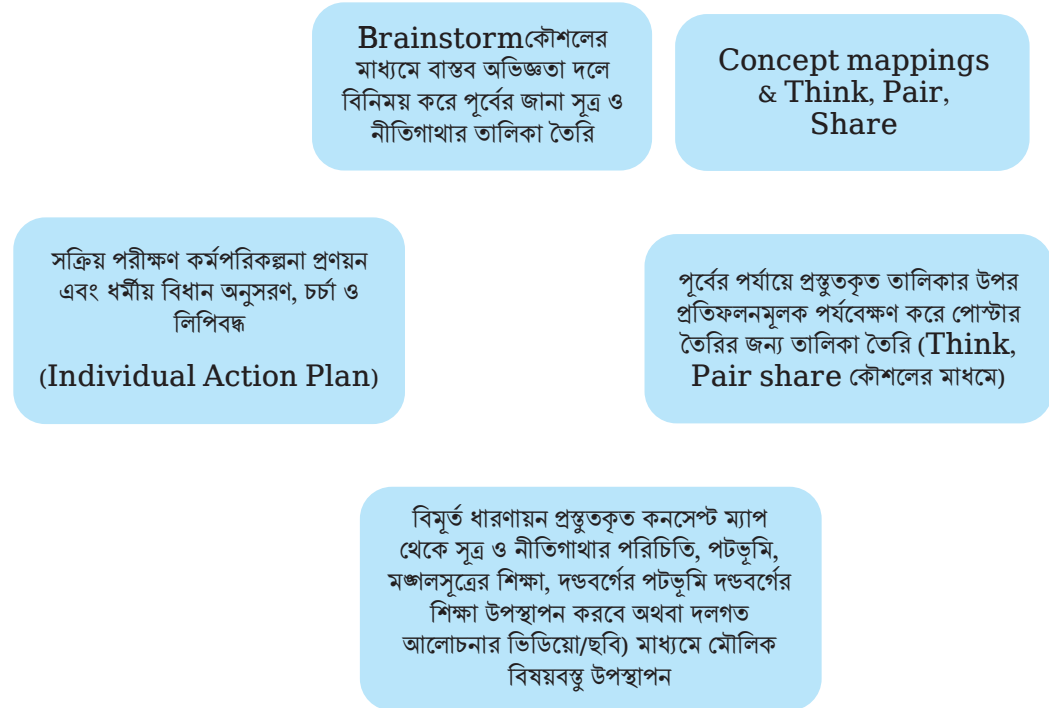 Brainstormকৌশলের
মাধ্যমে বাস্তব অভিজ্ঞতা দলে
বিনিময় করে পূর্বের জানা সূত্র ও
নীতিগাথার তালিকা তৈরি
Concept mappings
& Think, Pair,
Share
সক্রিয় পরীক্ষণ কর্মপরিকল্পনা প্রণয়ন
এবং ধর্মীয় বিধান অনুসরণ, চর্চা ও
লিপিবদ্ধ
(Individual Action Plan)
পূর্বের পর্যায়ে প্রস্তুতকৃত তালিকার উপর
প্রতিফলনমূলক পর্যবেক্ষণ করে পোস্টার
তৈরির জন্য তালিকা তৈরি (Think,
Pair share কৌশলের মাধমে)
বিমূর্ত ধারণায়ন প্রস্তুতকৃত কনসেপ্ট ম্যাপ
থেকে সূত্র ও নীতিগাথার পরিচিতি, পটভূমি,
মঙ্গলসূত্রের শিক্ষা, দন্ডবর্গের পটভূমি দন্ডবর্গের
শিক্ষা উপস্থাপন করবে অথবা দলগত
আলোচনার ভিডিয়ো/ছবি) মাধ্যমে মৌলিক
বিষয়বস্তু উপস্থাপন